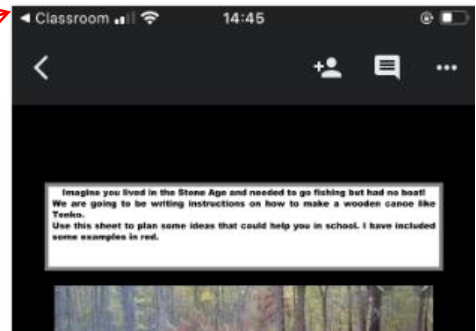 Classroom 14:45
Imagine you lived in the Stone Age and needed to go fishing but had no boat!
We are going to be writing instructions on how to make a wooden canoe like
Tenko.
Use this sheet to plan some ideas that could help you in school. I have included
some examples in red.